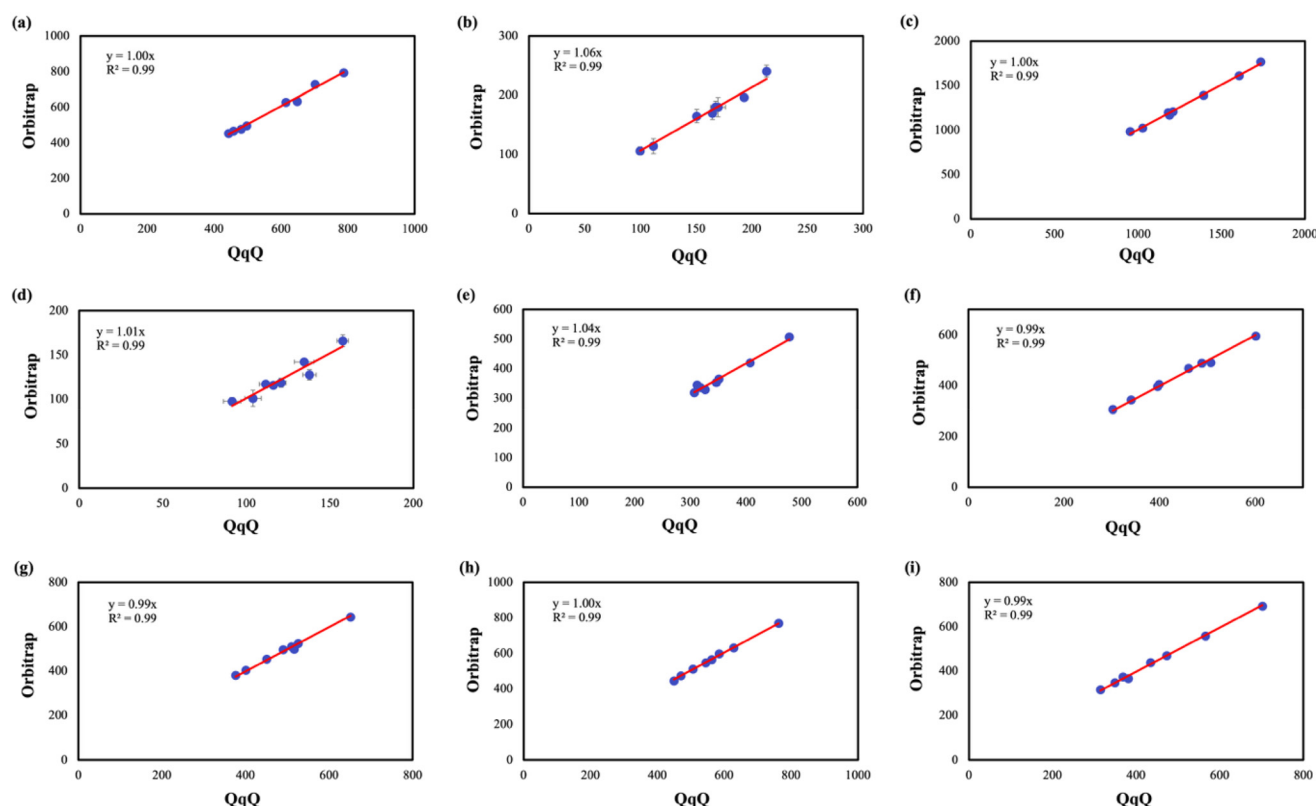 (a)
1000
800
600
400
200
0
Orbitrap
y = 1.00x
R² = 0.99
0
200
400
600
800
1000
QqQ
(b)
300
200
100
0
Orbitrap
y = 1.06x
R² = 0.99
0
50
100
150
200
250
300
QqQ
(c)
2000
1500
1000
500
0
Orbitrap
y = 1.00x
R² = 0.99
0
500
1000
1500
2000
QqQ
(d)
200
150
100
50
0
Orbitrap
y = 1.01x
R² = 0.99
0
50
100
150
200
QqQ
(e)
600
500
400
300
200
100
0
Orbitrap
y = 1.04x
R² = 0.99
0
100
200
300
400
500
600
QqQ
(f)
600
400
200
0
Orbitrap
y = 0.99x
R² = 0.99
0
200
400
600
QqQ
(g)
800
600
400
200
0
Orbitrap
y = 0.99x
R² = 0.99
0
200
400
600
800
QqQ
(h)
1000
800
600
400
200
0
Orbitrap
y = 1.00x
R² = 0.99
0
200
400
600
800
1000
QqQ
(i)
800
600
400
200
0
Orbitrap
y = 0.99x
R² = 0.99
0
200
400
600
800
QqQ